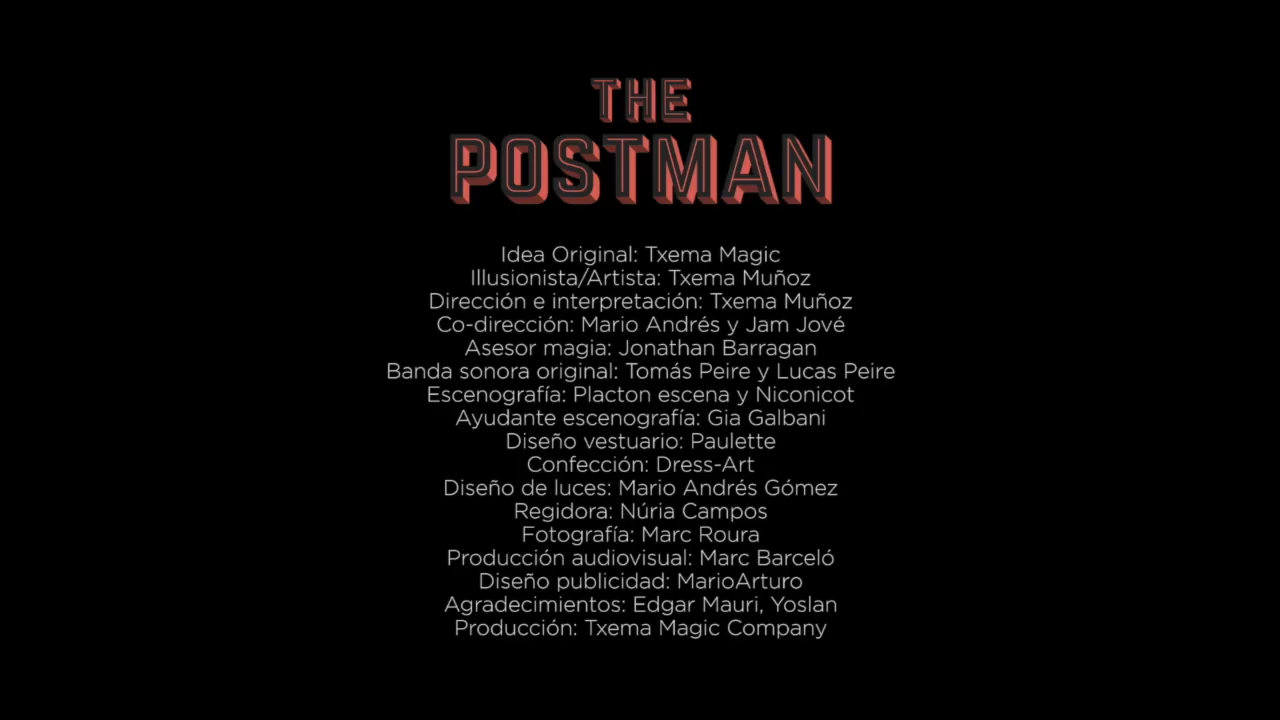 THE
POSTMAN
Idea Original: Txema Magic
Illusionista/Artista: Txema Muñoz
Dirección e interpretación: Txema Muñoz
Co-dirección: Mario Andrés y Jam Jové
Asesor magia: Jonathan Barragan
Banda sonora original: Tomás Peire y Lucas Peire
Escenografía: Placton escena y Niconicot
Ayudante escenografía: Gia Galbani
Diseño vestuario: Paulette
Confección: Dress-Art
Diseño de luces: Mario Andrés Gómez
Regidora: Núria Campos
Fotografía: Marc Roura
Producción audiovisual: Marc Barceló
Diseño publicidad: MarioArturo
Agradecimientos: Edgar Mauri, Yoslan
Producción: Txema Magic Company